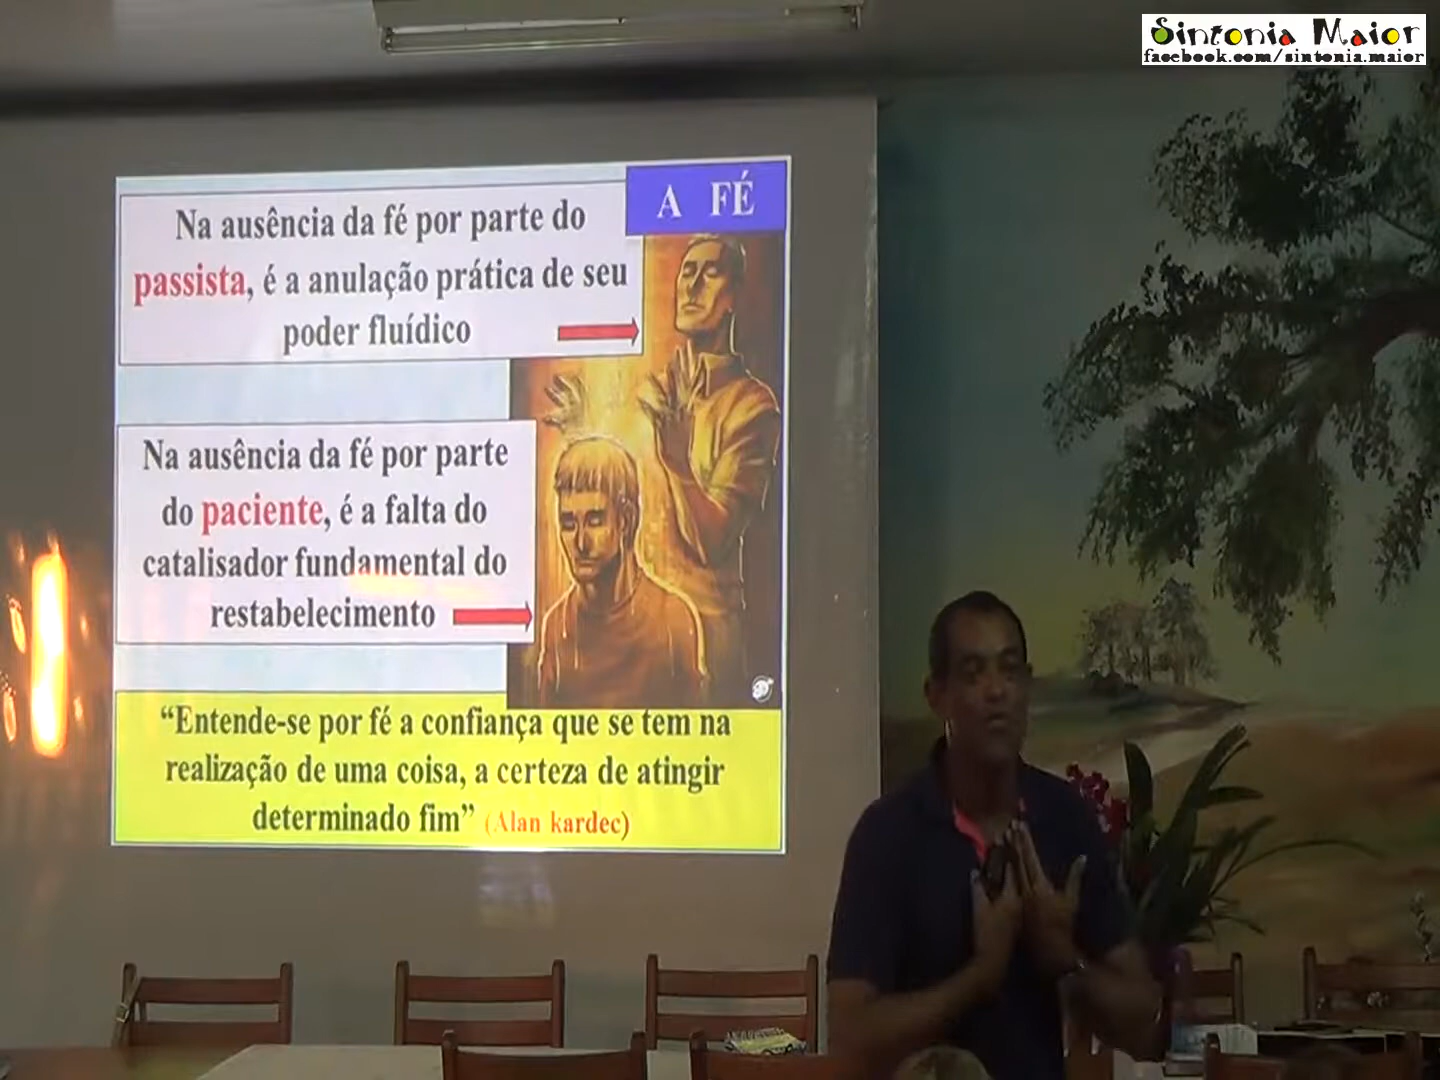 Sintonia Maior
facebook.com/sintonia.maior
A FÉ
Na ausência da fé por parte do
passista, é a anulação prática de seu
poder fluídico
Na ausência da fé por parte
do paciente, é a falta do
catalisador fundamental do
restabelecimento
“Entende-se por fé a confiança que se tem na
realização de uma coisa, a certeza de atingir
determinado fim” (Alan kardec)